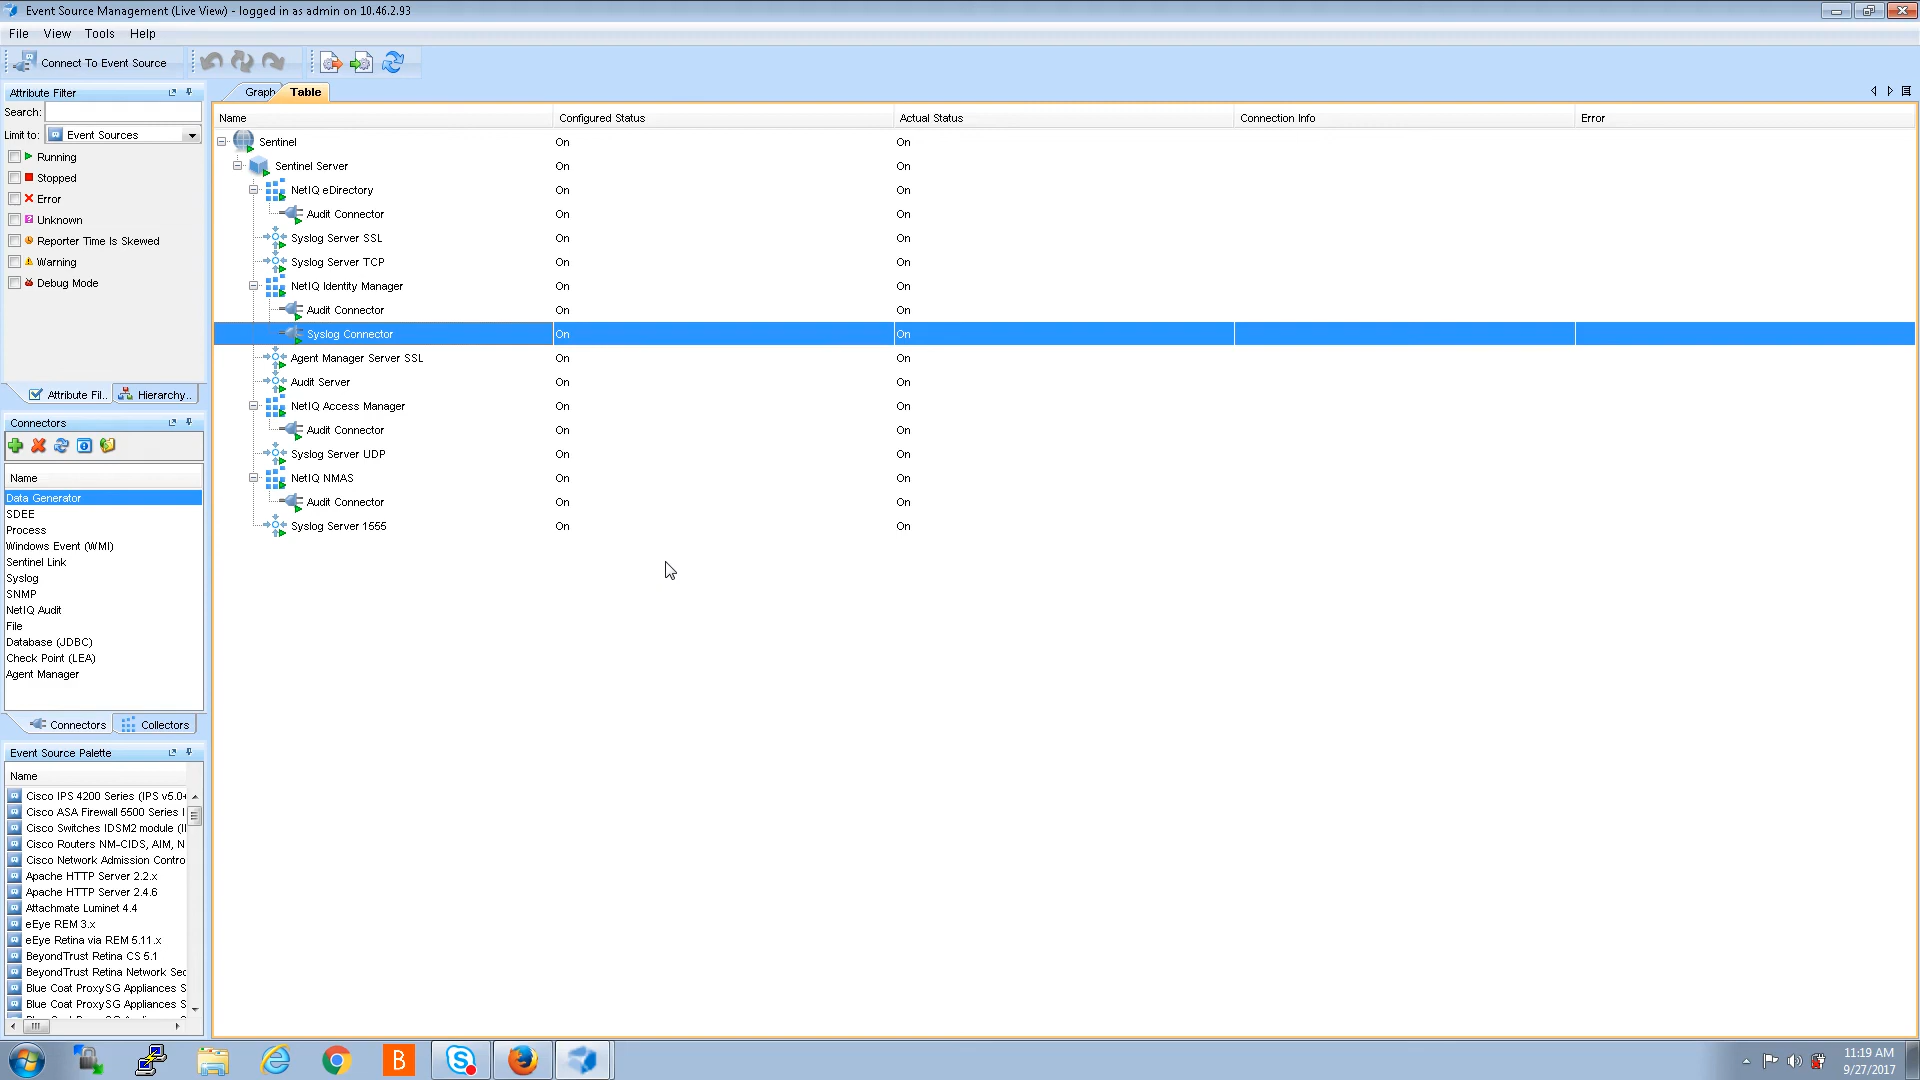 Event Source Management (Live View) - logged in as admin on 10.46.2.93
File View Tools Help
Connect To Event Source
Attribute Filter
Search:
Limit to: Event Sources
Running
Stopped
Error
Unknown
Reporter Time Is Skewed
Warning
Debug Mode
Attribute Fil.. Hierarchy..
Connectors
Name
Data Generator
SDEE
Process
Windows Event (WMI)
Sentinel Link
Syslog
SNMP
NetIQ Audit
File
Database (JDBC)
Check Point (LEA)
Agent Manager
Connectors Collectors
Event Source Palette
Name
Cisco IPS 4200 Series (IPS v5.0+
Cisco ASA Firewall 5500 Series I
Cisco Switches IDSM2 module (II
Cisco Routers NM-CIDS, AIM, N
Cisco Network Admission Contro
Apache HTTP Server 2.2.x
Apache HTTP Server 2.4.6
Attachmate Luminet 4.4
eEye REM 3.x
eEye Retina via REM 5.11.x
BeyondTrust Retina CS 5.1
BeyondTrust Retina Network Sec
Blue Coat ProxySG Appliances S
Blue Coat ProxySG Appliances S
Graph Table
Name Configured Status Actual Status Connection Info Error
Sentinel On On
Sentinel Server On On
NetIQ eDirectory On On
Audit Connector On On
Syslog Server SSL On On
Syslog Server TCP On On
NetIQ Identity Manager On On
Audit Connector On On
Syslog Connector On On
Agent Manager Server SSL On On
Audit Server On On
NetIQ Access Manager On On
Audit Connector On On
Syslog Server UDP On On
NetIQ NMAS On On
Audit Connector On On
Syslog Server 1555 On On
11:19 AM
9/27/2017